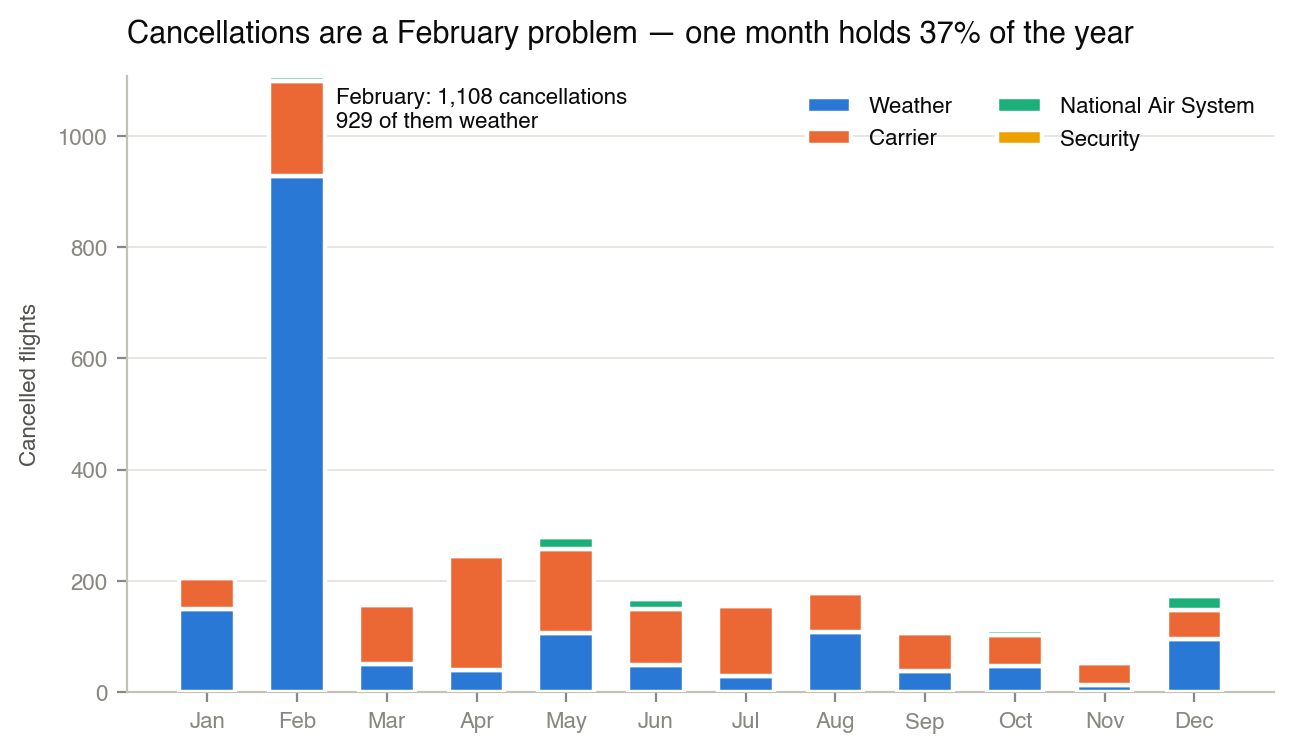 Cancellations are a February problem — one month holds 37% of the year
February: 1,108 cancellations
929 of them weather
Weather
Carrier
National Air System
Security
Cancelled flights
1000
800
600
400
200
0
Jan Feb Mar Apr May Jun Jul Aug Sep Oct Nov Dec